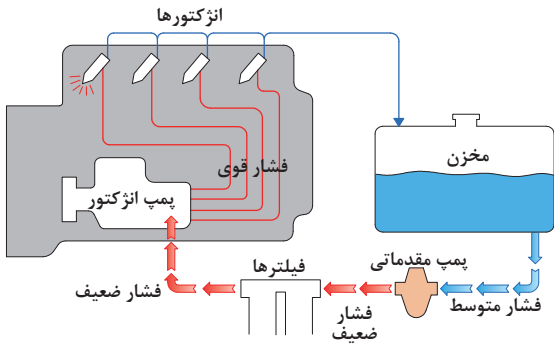 انژکتورها
مخزن
فشار قوی
پمپ انژکتور
پمپ مقدماتی
فیلترها
فشار ضعیف
فشار
ضعیف
فشار متوسط